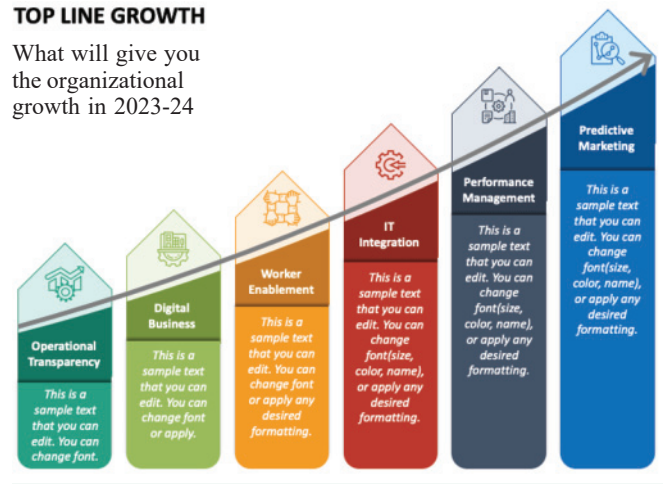 TOP LINE GROWTH
What will give you
the organizational
growth in 2023-24
Operational
Transparency
This is a
sample text
that you can
edit. You can
change font.
Digital
Business
This is a
sample text
that you can
edit. You can
change font
or apply.
Worker
Enablement
This is a
sample text
that you can
edit. You can
change font
or apply any
desired
formatting.
IT
Integration
This is a
sample text
that you can
edit. You can
change
font(size,
color, name),
or apply any
desired
formatting.
Performance
Management
This is a
sample text
that you can
edit. You can
change
font(size,
color, name),
or apply any
desired
formatting.
Predictive
Marketing
This is a
sample text
that you can
edit. You can
change
font(size,
color, name),
or apply any
desired
formatting.